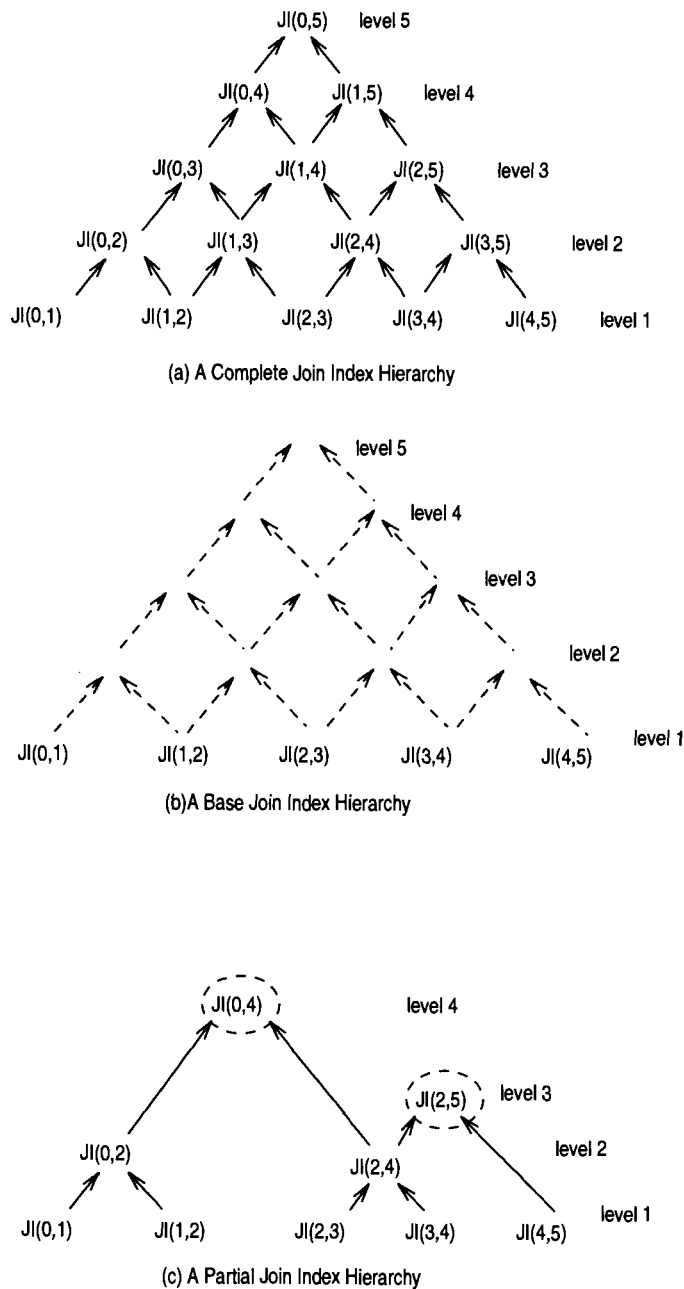 JI(0,5) level 5
JI(0,4) JI(1,5) level 4
JI(0,3) JI(1,4) JI(2,5) level 3
JI(0,2) JI(1,3) JI(2,4) JI(3,5) level 2
JI(0,1) JI(1,2) JI(2,3) JI(3,4) JI(4,5) level 1
(a) A Complete Join Index Hierarchy
level 5
level 4
level 3
level 2
level 1
JI(0,1) JI(1,2) JI(2,3) JI(3,4) JI(4,5)
(b)A Base Join Index Hierarchy
JI(0,4) level 4
JI(2,5) level 3
JI(0,2) JI(2,4) level 2
JI(0,1) JI(1,2) JI(2,3) JI(3,4) JI(4,5) level 1
(c) A Partial Join Index Hierarchy